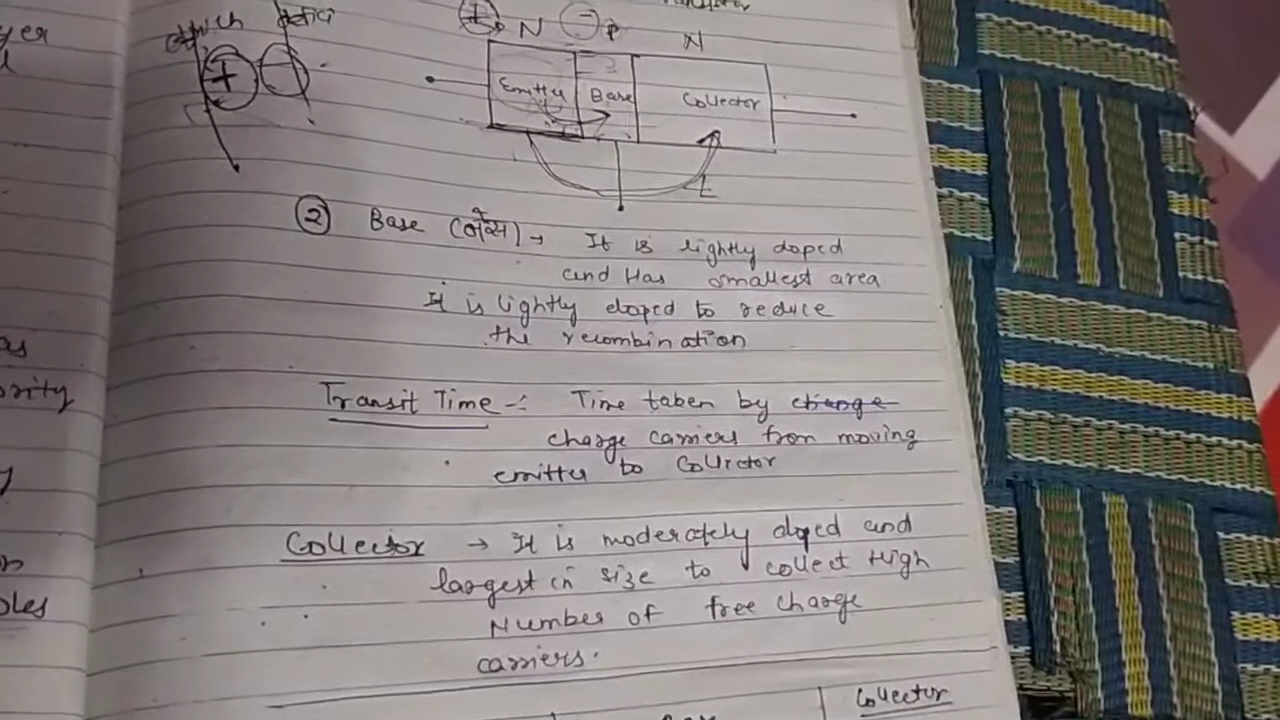 N
P
N
Emitter
Base
Collector
② Base (बेस) → It is lightly doped
and Has smallest area
It is lightly doped to reduce
the recombination
Transit Time -: Time taken by change
charge carriers from moving
emitter to Collector
Collector → It is moderately doped and
largest in size to collect High
Number of free charge
carriers.
Collector